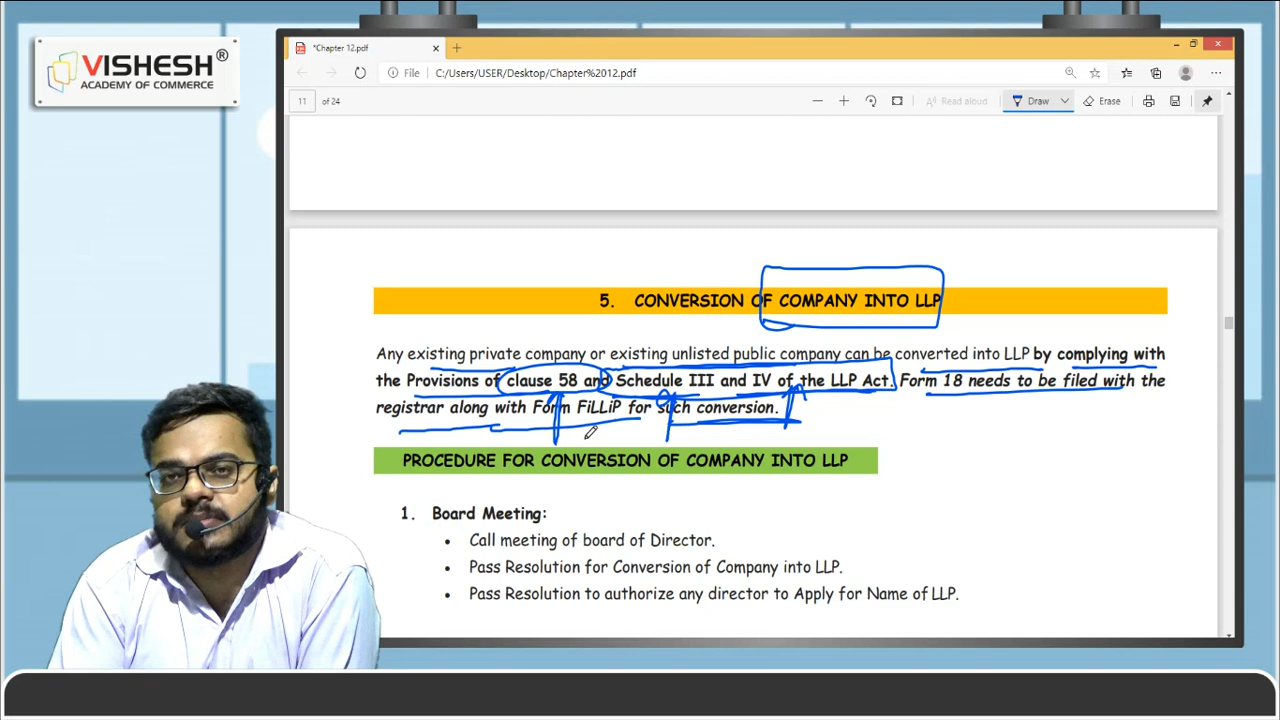 VISHESH®
ACADEMY OF COMMERCE
*Chapter 12.pdf
File
C:/Users/USER/Desktop/Chapter%2012.pdf
11 of 24
Read aloud
Draw
Erase
5. CONVERSION OF COMPANY INTO LLP
Any existing private company or existing unlisted public company can be converted into LLP by complying with
the Provisions of clause 58 and Schedule III and IV of the LLP Act. Form 18 needs to be filed with the
registrar along with Form FiLLiP for such conversion.
PROCEDURE FOR CONVERSION OF COMPANY INTO LLP
1. Board Meeting:
• Call meeting of board of Director.
• Pass Resolution for Conversion of Company into LLP.
• Pass Resolution to authorize any director to Apply for Name of LLP.